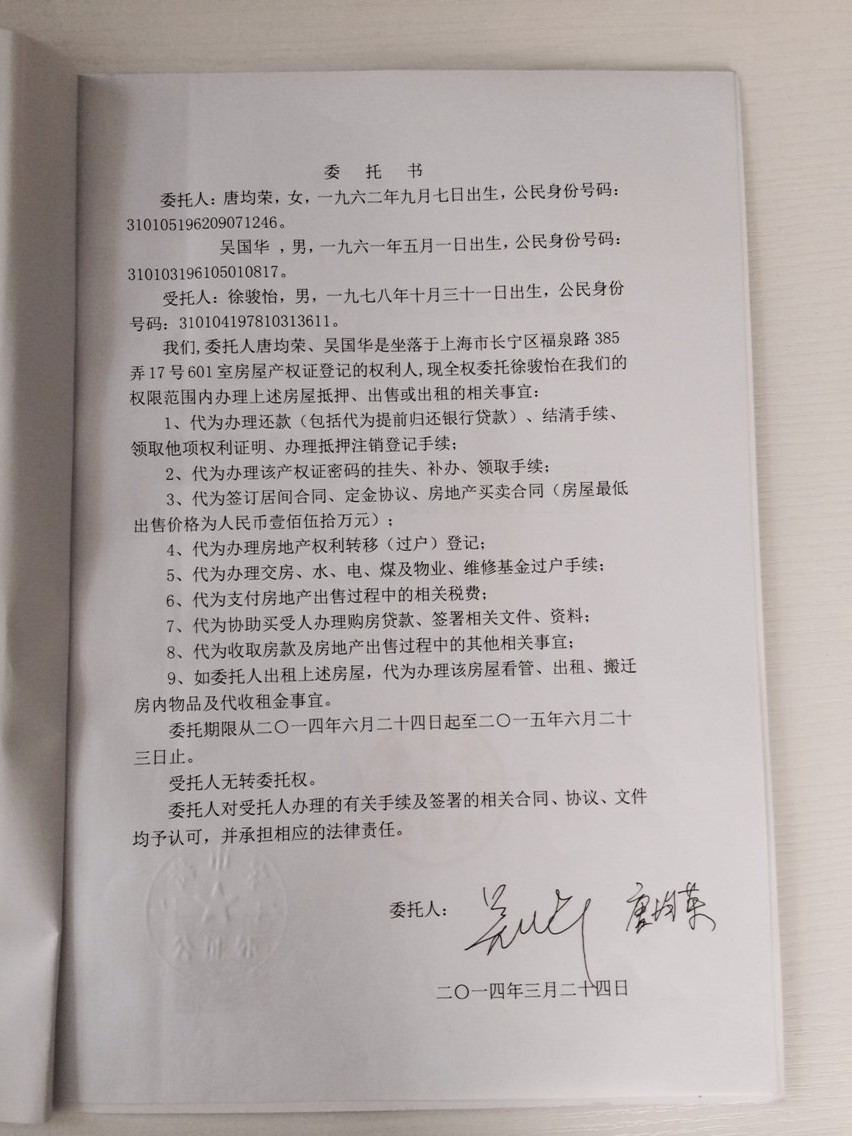 委 托 书
委托人：唐均荣，女，一九六二年九月七日出生，公民身份号码：
310105196209071246。
吴国华 ，男，一九六一年五月一日出生，公民身份号码：
310103196105010817。
受托人：徐骏怡，男，一九七八年十月三十一日出生，公民身份
号码：310104197810313611。
我们,委托人唐均荣、吴国华是坐落于上海市长宁区福泉路 385
弄 17 号 601 室房屋产权证登记的权利人,现全权委托徐骏怡在我们的
权限范围内办理上述房屋抵押、出售或出租的相关事宜：
1、代为办理还款（包括代为提前归还银行贷款）、结清手续、
领取他项权利证明、办理抵押注销登记手续；
2、代为办理该产权证密码的挂失、补办、领取手续；
3、代为签订居间合同、定金协议、房地产买卖合同（房屋最低
出售价格为人民币壹佰伍拾万元）；
4、代为办理房地产权利转移（过户）登记；
5、代为办理交房、水、电、煤及物业、维修基金过户手续；
6、代为支付房地产出售过程中的相关税费；
7、代为协助买受人办理购房贷款、签署相关文件、资料；
8、代为收取房款及房地产出售过程中的其他相关事宜；
9、如委托人出租上述房屋，代为办理该房屋看管、出租、搬迁
房内物品及代收租金事宜。
委托期限从二〇一四年六月二十四日起至二〇一五年六月二十
三日止。
受托人无转委托权。
委托人对受托人办理的有关手续及签署的相关合同、协议、文件
均予认可，并承担相应的法律责任。
委托人： 唐均荣
二〇一四年三月二十四日